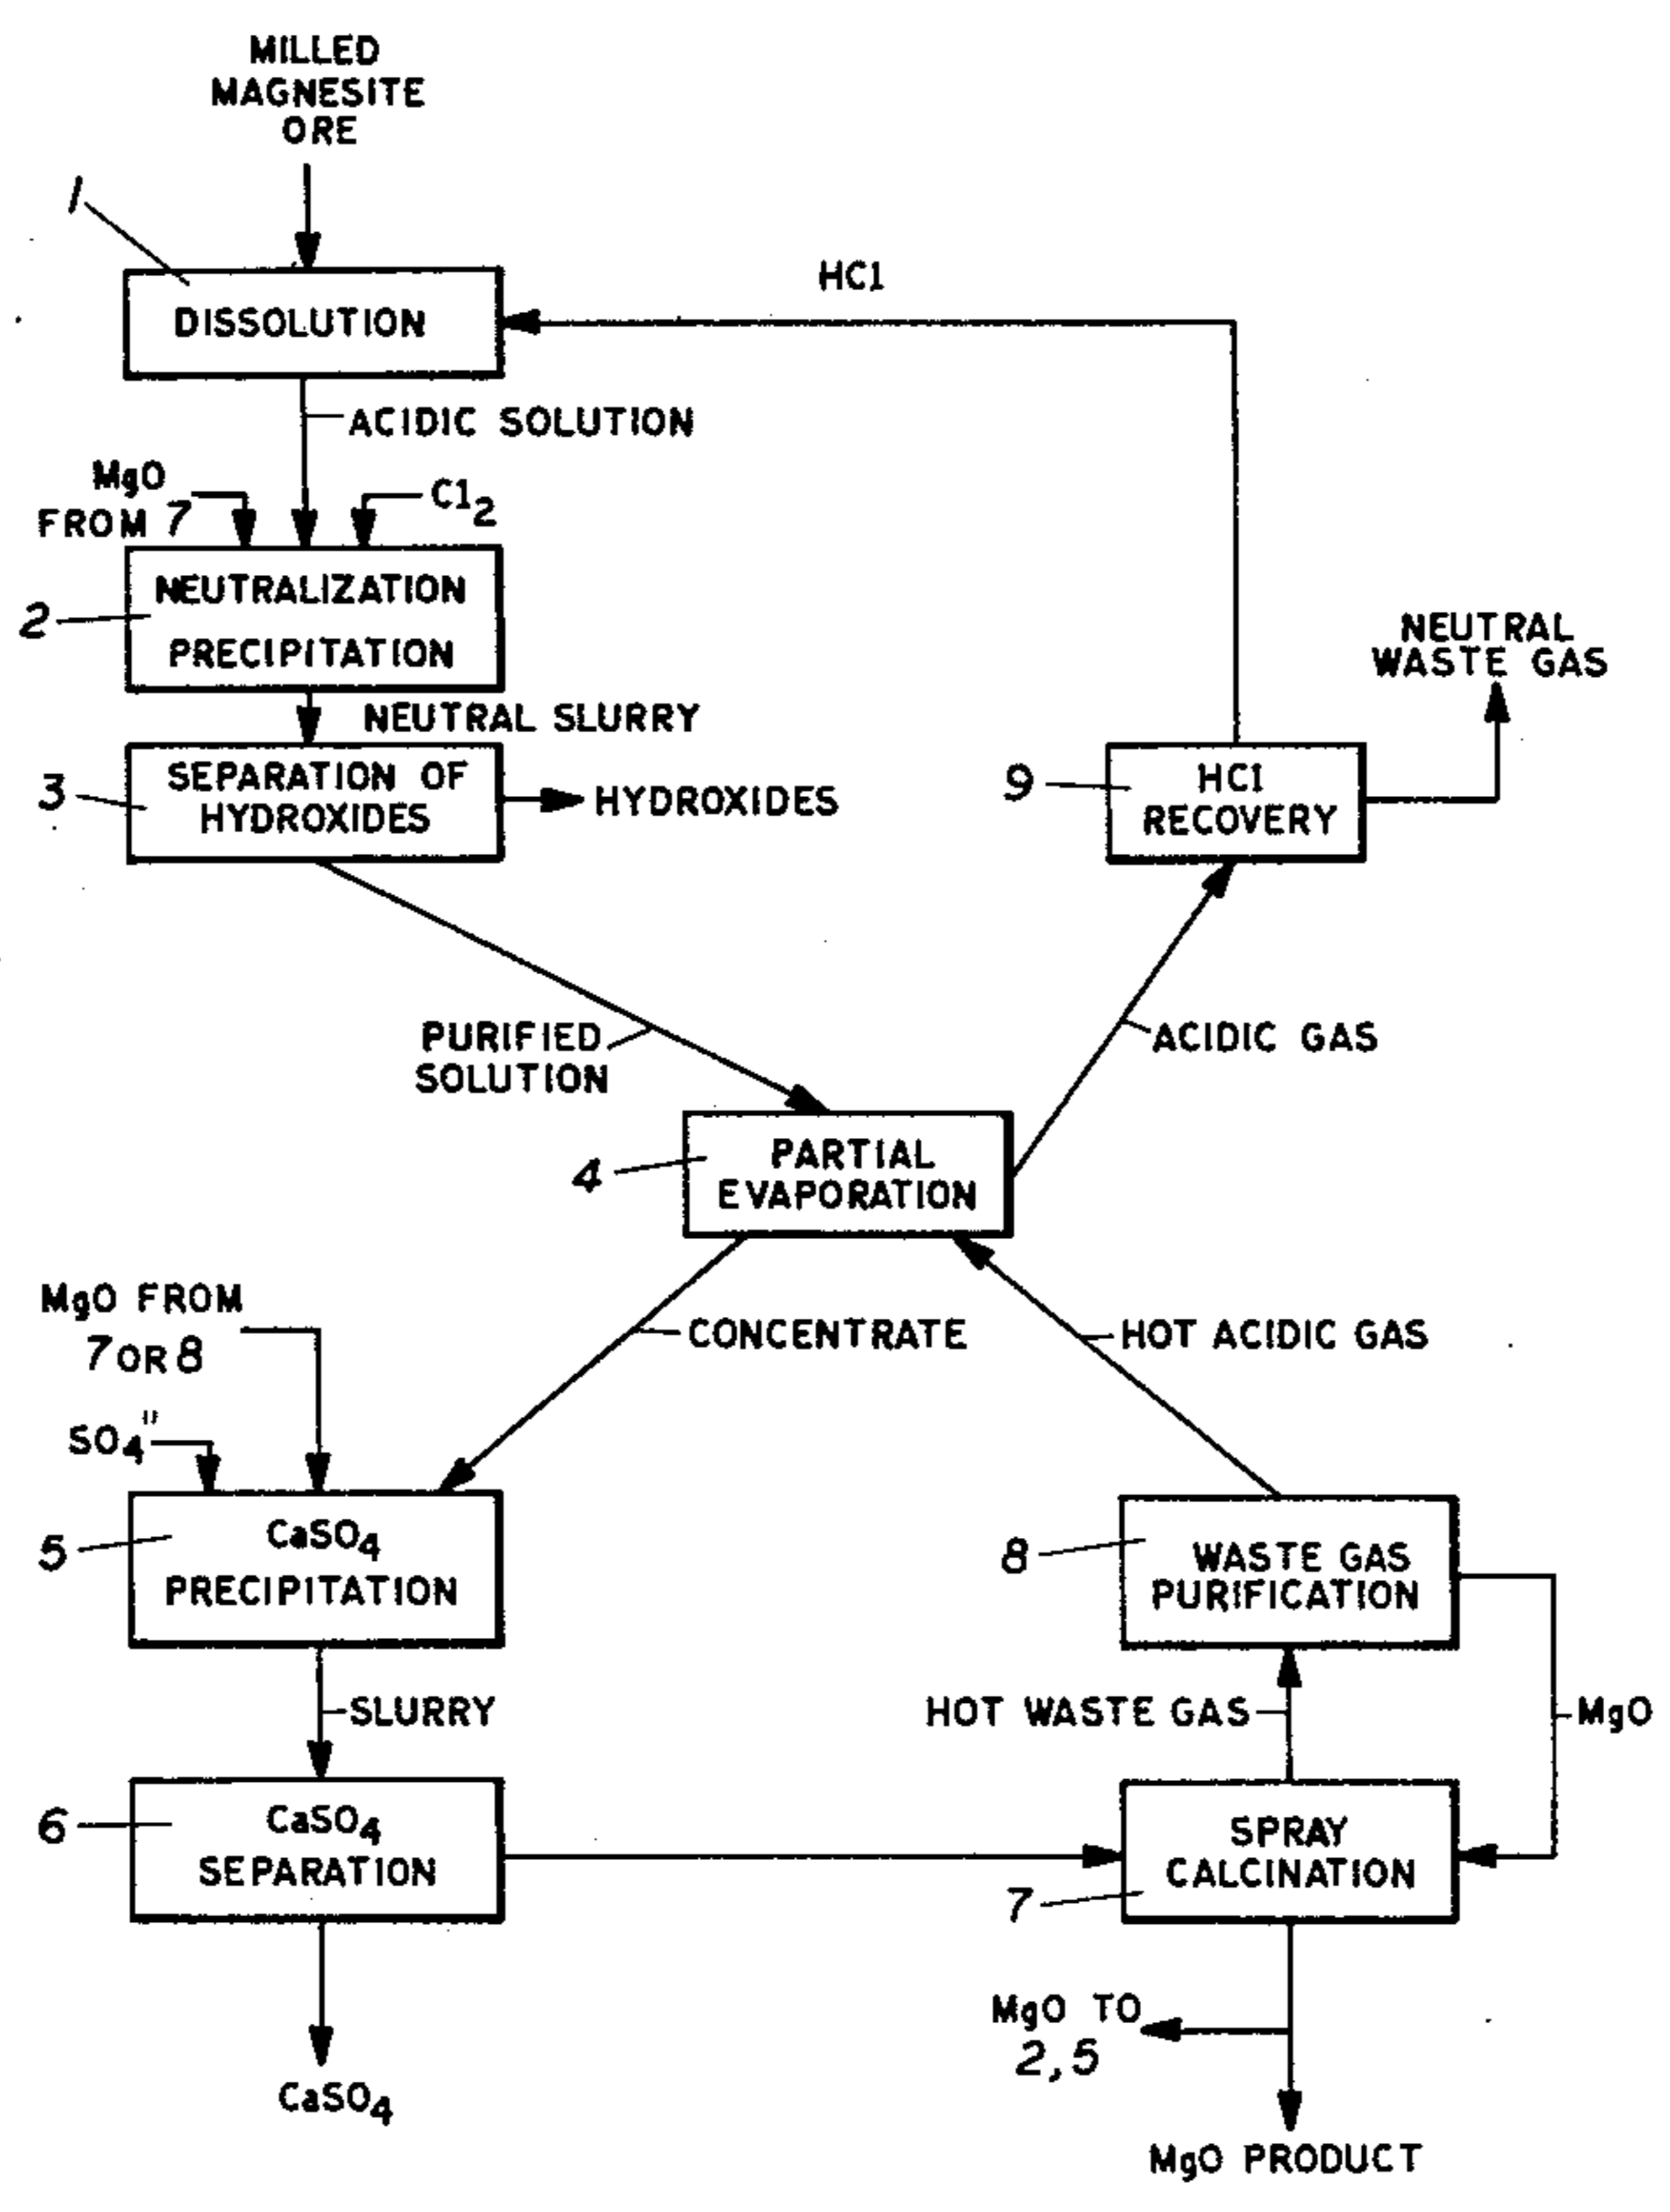 MILLED
MAGNESITE
ORE
1
DISSOLUTION
HCl
ACIDIC SOLUTION
MgO
FROM 7
Cl2
2
NEUTRALIZATION
PRECIPITATION
NEUTRAL SLURRY
3
SEPARATION OF
HYDROXIDES
HYDROXIDES
NEUTRAL
WASTE GAS
9
HCl
RECOVERY
PURIFIED
SOLUTION
ACIDIC GAS
4
PARTIAL
EVAPORATION
MgO FROM
7 OR 8
SO4"
CONCENTRATE
HOT ACIDIC GAS
5
CaSO4
PRECIPITATION
8
WASTE GAS
PURIFICATION
SLURRY
HOT WASTE GAS
MgO
6
CaSO4
SEPARATION
SPRAY
CALCINATION
7
MgO TO
2,5
CaSO4
MgO PRODUCT